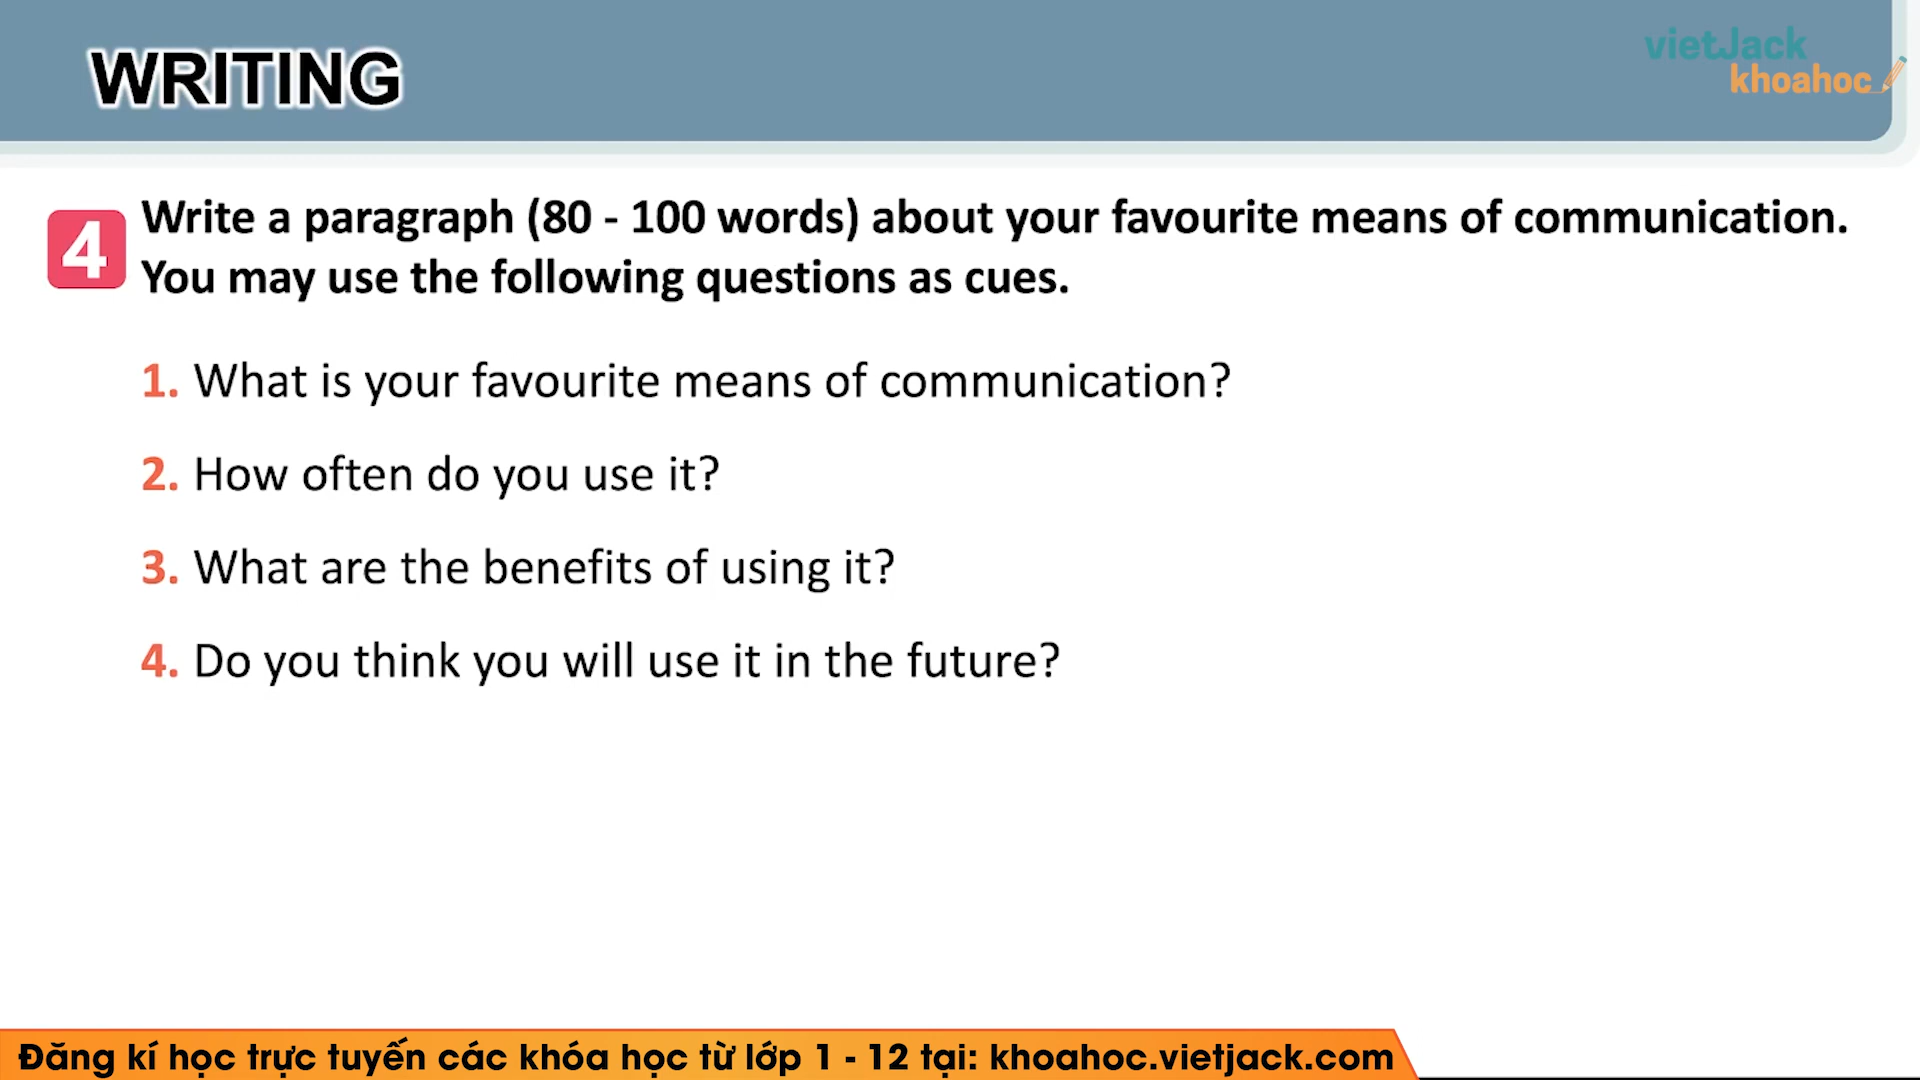 WRITING
vietJack
khoahoc
4
Write a paragraph (80 - 100 words) about your favourite means of communication.
You may use the following questions as cues.
1. What is your favourite means of communication?
2. How often do you use it?
3. What are the benefits of using it?
4. Do you think you will use it in the future?
Đăng kí học trực tuyến các khóa học từ lớp 1 - 12 tại: khoahoc.vietjack.com